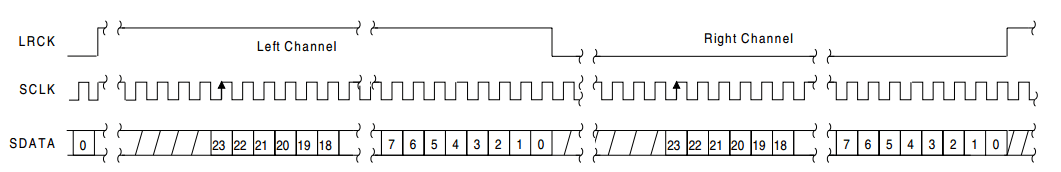 LRCK
Left Channel
Right Channel
SCLK
SDATA 0 23 22 21 20 19 18 7 6 5 4 3 2 1 0 23 22 21 20 19 18 7 6 5 4 3 2 1 0